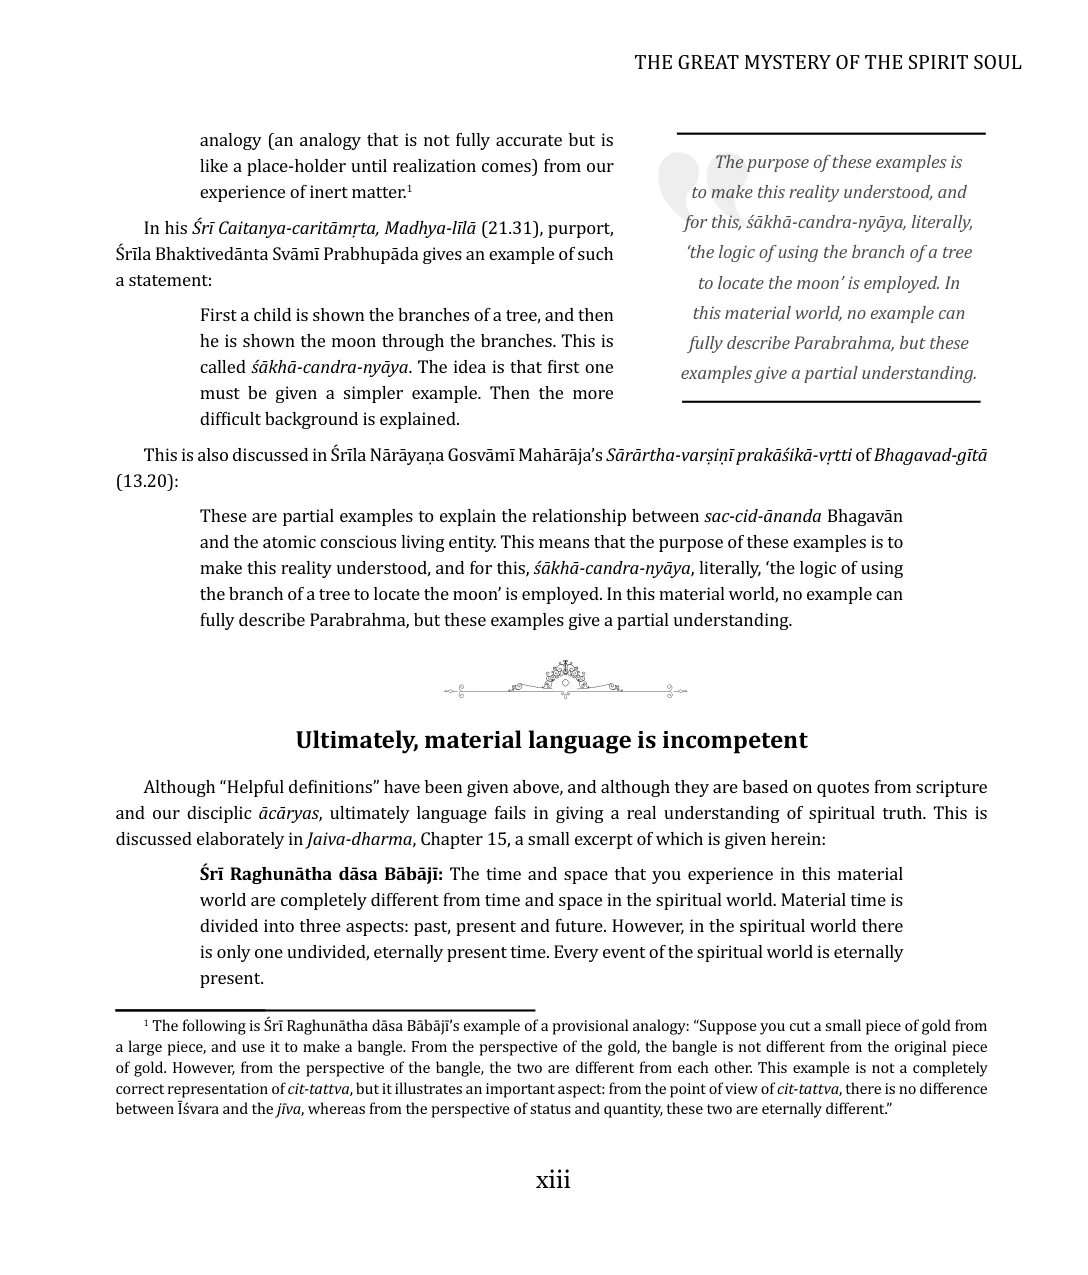 THE GREAT MYSTERY OF THE SPIRIT SOUL
analogy (an analogy that is not fully accurate but is
like a place-holder until realization comes) from our
experience of inert matter.¹
In his Śrī Caitanya-caritāmṛta, Madhya-līlā (21.31), purport,
Śrīla Bhaktivedānta Svāmī Prabhupāda gives an example of such
a statement:
First a child is shown the branches of a tree, and then
he is shown the moon through the branches. This is
called śākhā-candra-nyāya. The idea is that first one
must be given a simpler example. Then the more
difficult background is explained.
“
The purpose of these examples is
to make this reality understood, and
for this, śākhā-candra-nyāya, literally,
‘the logic of using the branch of a tree
to locate the moon’ is employed. In
this material world, no example can
fully describe Parabrahma, but these
examples give a partial understanding.
This is also discussed in Śrīla Nārāyaṇa Gosvāmī Mahārāja’s Sārārtha-varṣiṇī prakāśikā-vṛtti of Bhagavad-gītā
(13.20):
These are partial examples to explain the relationship between sac-cid-ānanda Bhagavān
and the atomic conscious living entity. This means that the purpose of these examples is to
make this reality understood, and for this, śākhā-candra-nyāya, literally, ‘the logic of using
the branch of a tree to locate the moon’ is employed. In this material world, no example can
fully describe Parabrahma, but these examples give a partial understanding.
Ultimately, material language is incompetent
Although “Helpful definitions” have been given above, and although they are based on quotes from scripture
and our disciplic ācāryas, ultimately language fails in giving a real understanding of spiritual truth. This is
discussed elaborately in Jaiva-dharma, Chapter 15, a small excerpt of which is given herein:
Śrī Raghunātha dāsa Bābājī: The time and space that you experience in this material
world are completely different from time and space in the spiritual world. Material time is
divided into three aspects: past, present and future. However, in the spiritual world there
is only one undivided, eternally present time. Every event of the spiritual world is eternally
present.
¹ The following is Śrī Raghunātha dāsa Bābājī’s example of a provisional analogy: “Suppose you cut a small piece of gold from
a large piece, and use it to make a bangle. From the perspective of the gold, the bangle is not different from the original piece
of gold. However, from the perspective of the bangle, the two are different from each other. This example is not a completely
correct representation of cit-tattva, but it illustrates an important aspect: from the point of view of cit-tattva, there is no difference
between Īśvara and the jīva, whereas from the perspective of status and quantity, these two are eternally different.”
xiii